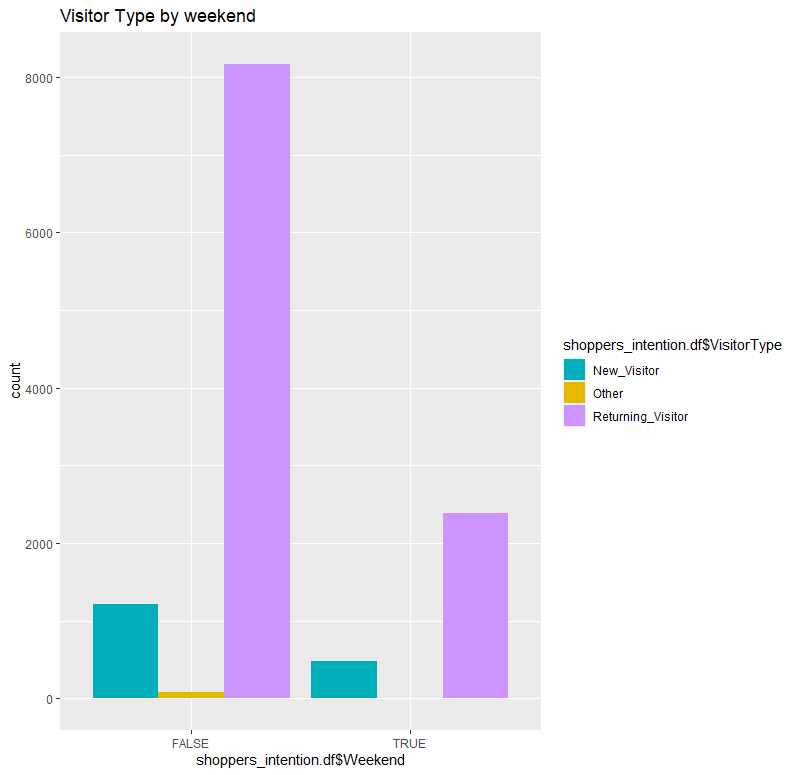 Visitor Type by weekend
8000
6000
4000
2000
0
count
FALSE
TRUE
shoppers_intention.df$Weekend
shoppers_intention.df$VisitorType
New_Visitor
Other
Returning_Visitor